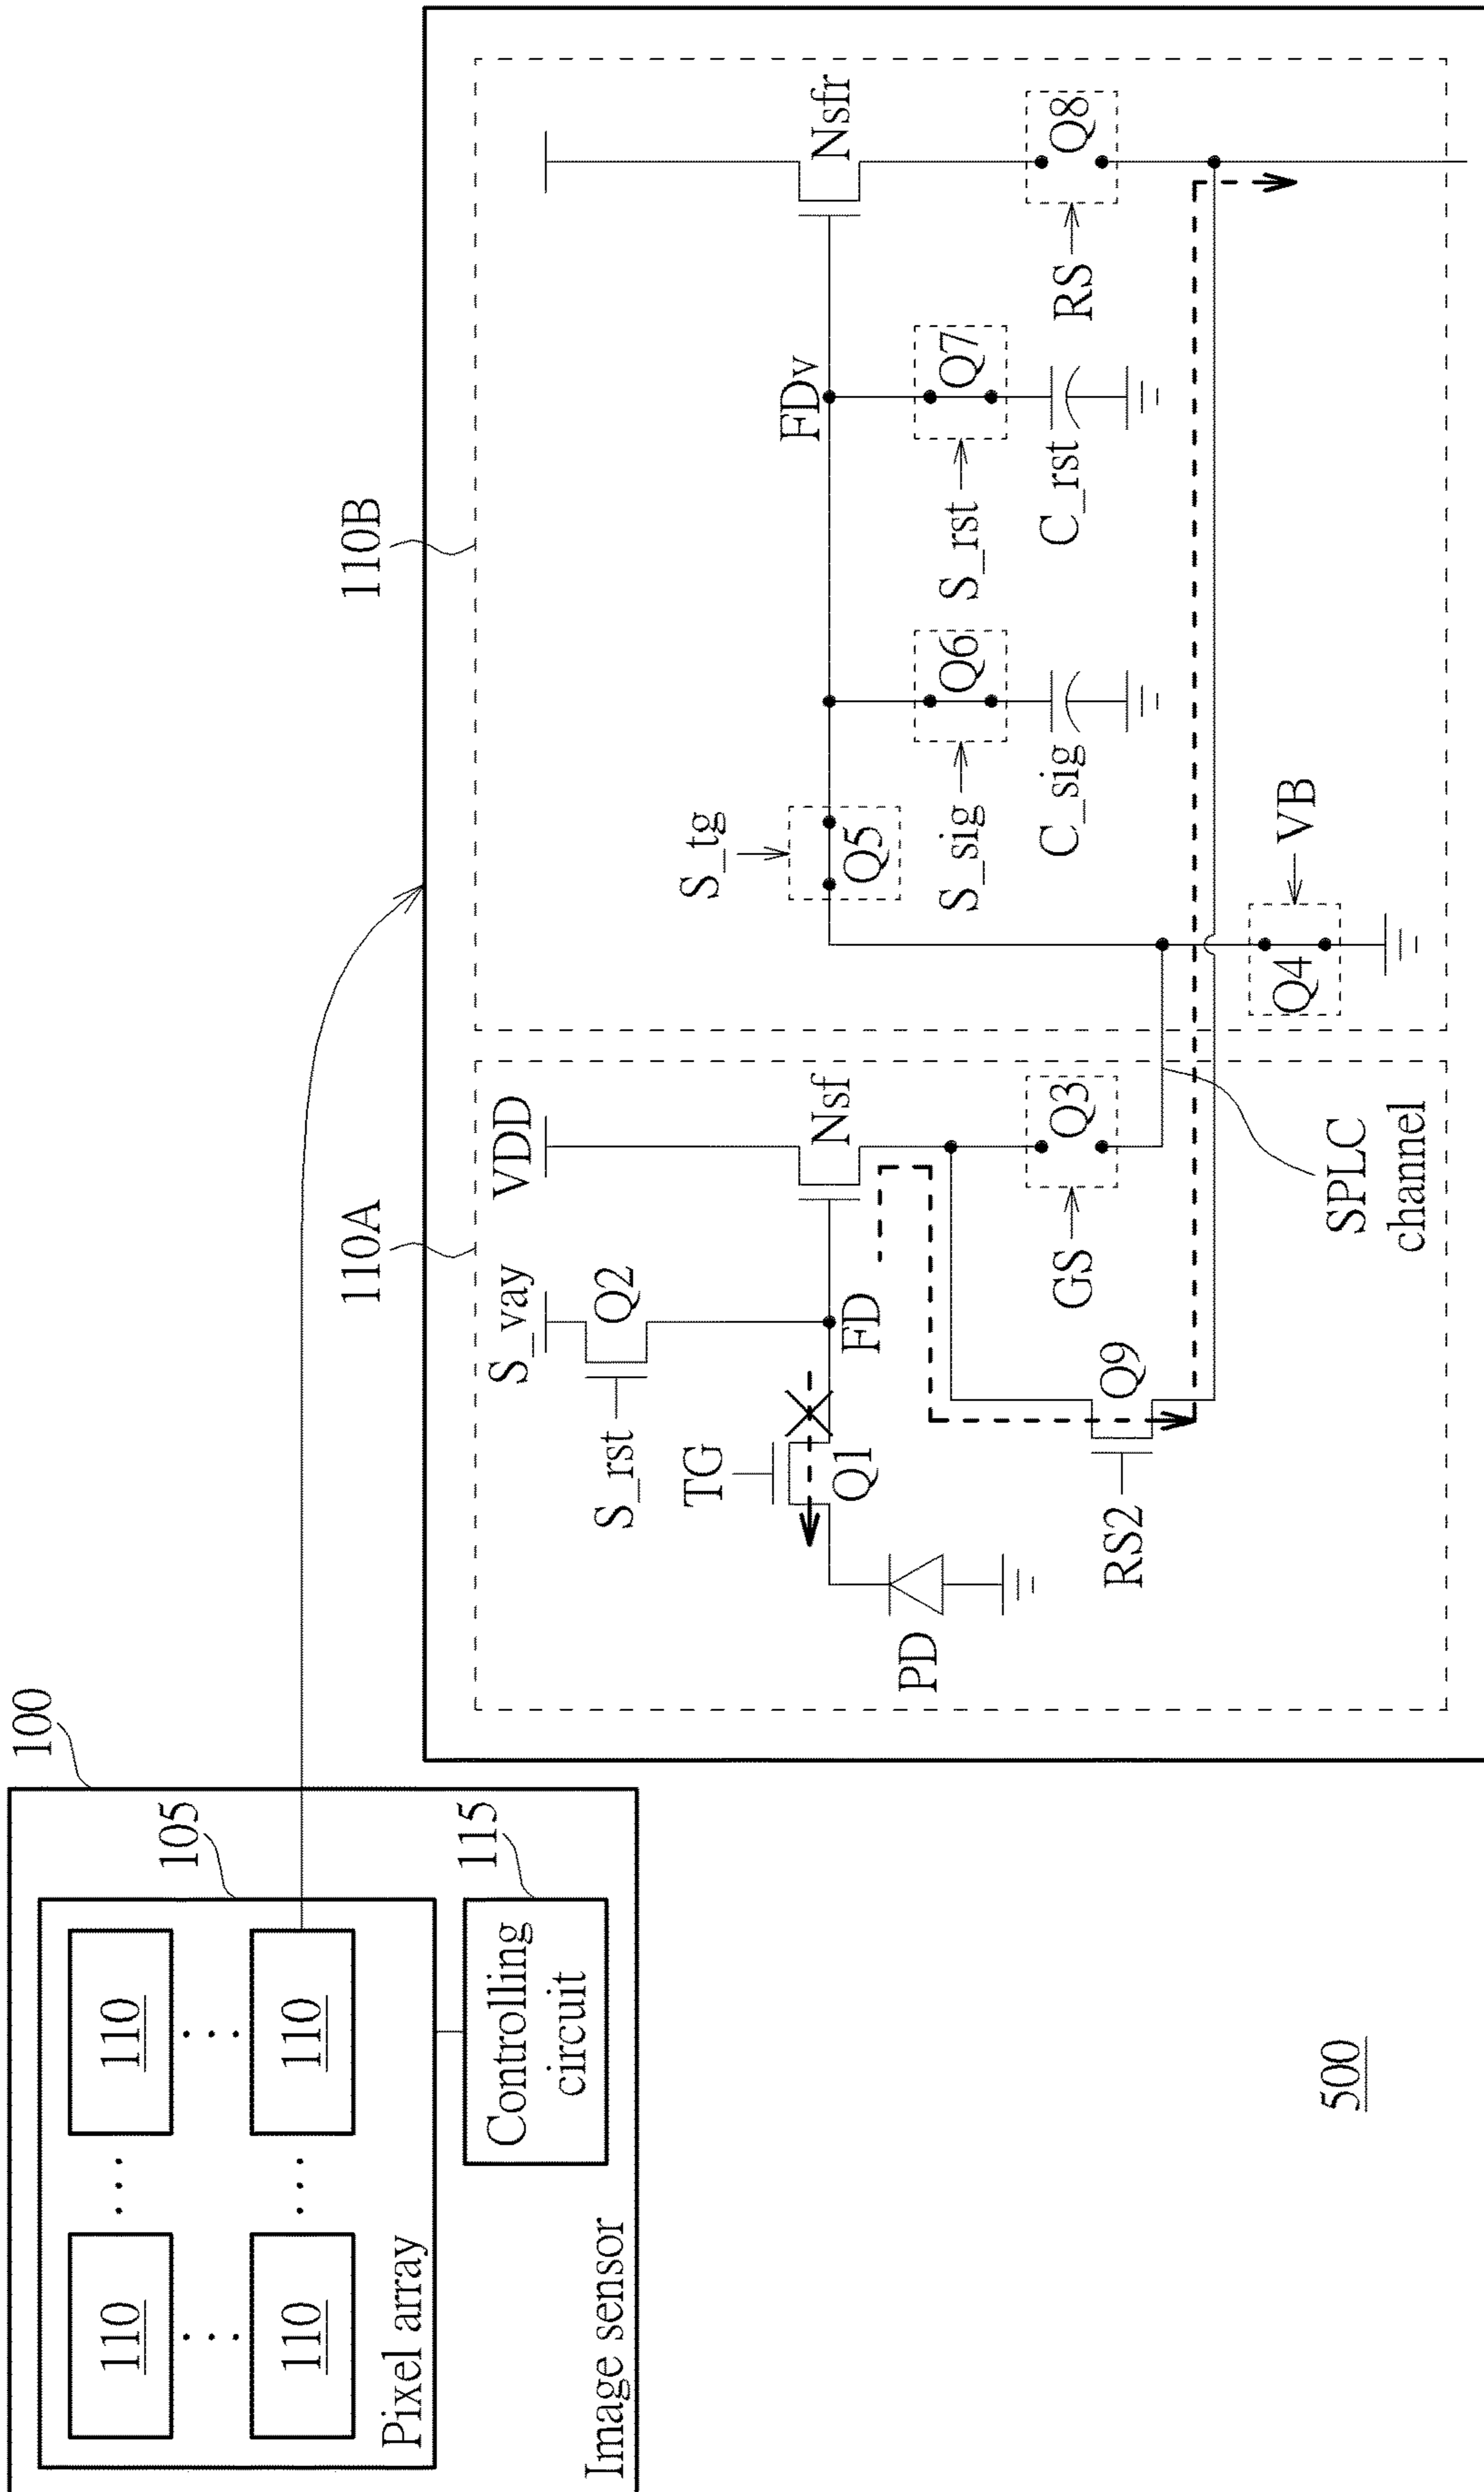 100
105
110
110
110
110
Pixel array
115
Controlling
circuit
Image sensor
500
110A
110B
S_vay
VDD
S_rst
Q2
TG
Q1
FD
Nsf
PD
RS2
Q9
GS
Q3
SPLC
channel
S_tg
Q5
FDv
Nsfr
S_sig
Q6
C_sig
S_rst
Q7
C_rst
RS
Q8
Q4
VB